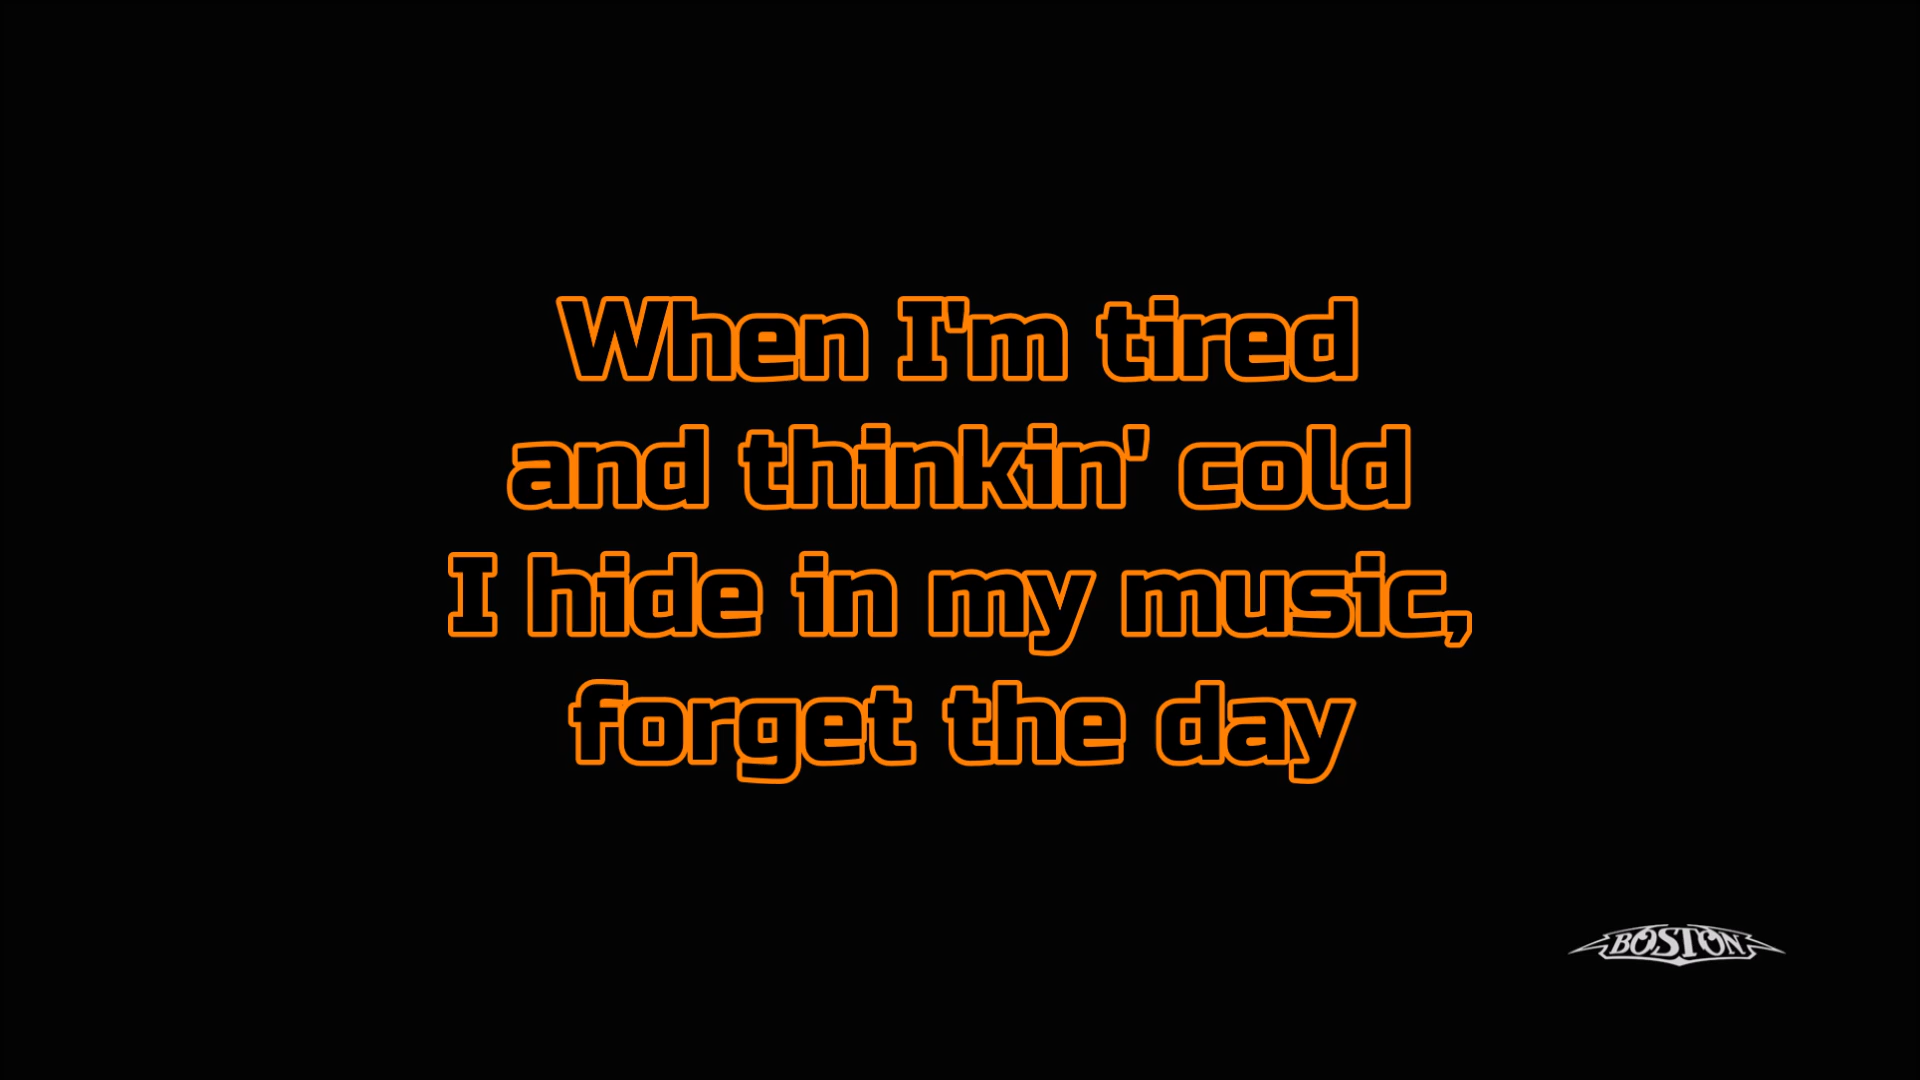 When I'm tired
and thinkin' cold
I hide in my music,
forget the day
BOSTON